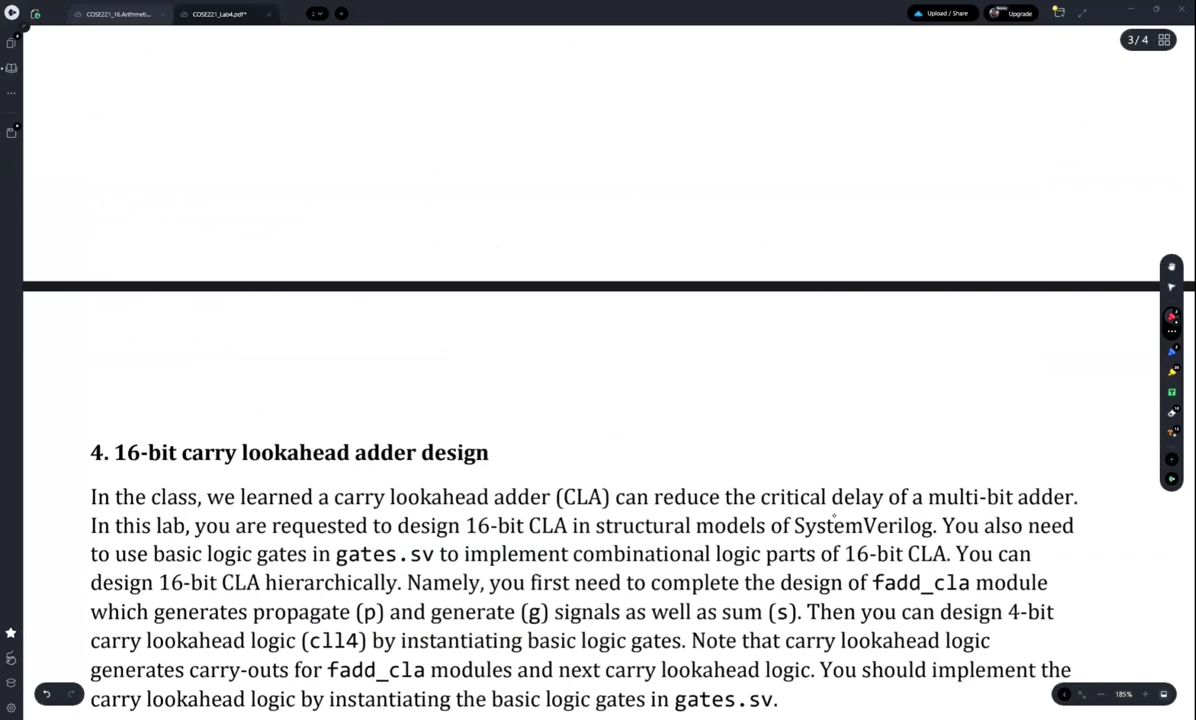 COSE221_16.Arithmeti...
COSE221_Lab4.pdf*
2
Upload / Share
Upgrade
3 / 4
4. 16-bit carry lookahead adder design
In the class, we learned a carry lookahead adder (CLA) can reduce the critical delay of a multi-bit adder.
In this lab, you are requested to design 16-bit CLA in structural models of SystemVerilog. You also need
to use basic logic gates in gates.sv to implement combinational logic parts of 16-bit CLA. You can
design 16-bit CLA hierarchically. Namely, you first need to complete the design of fadd_cla module
which generates propagate (p) and generate (g) signals as well as sum (s). Then you can design 4-bit
carry lookahead logic (cll4) by instantiating basic logic gates. Note that carry lookahead logic
generates carry-outs for fadd_cla modules and next carry lookahead logic. You should implement the
carry lookahead logic by instantiating the basic logic gates in gates.sv.
185%